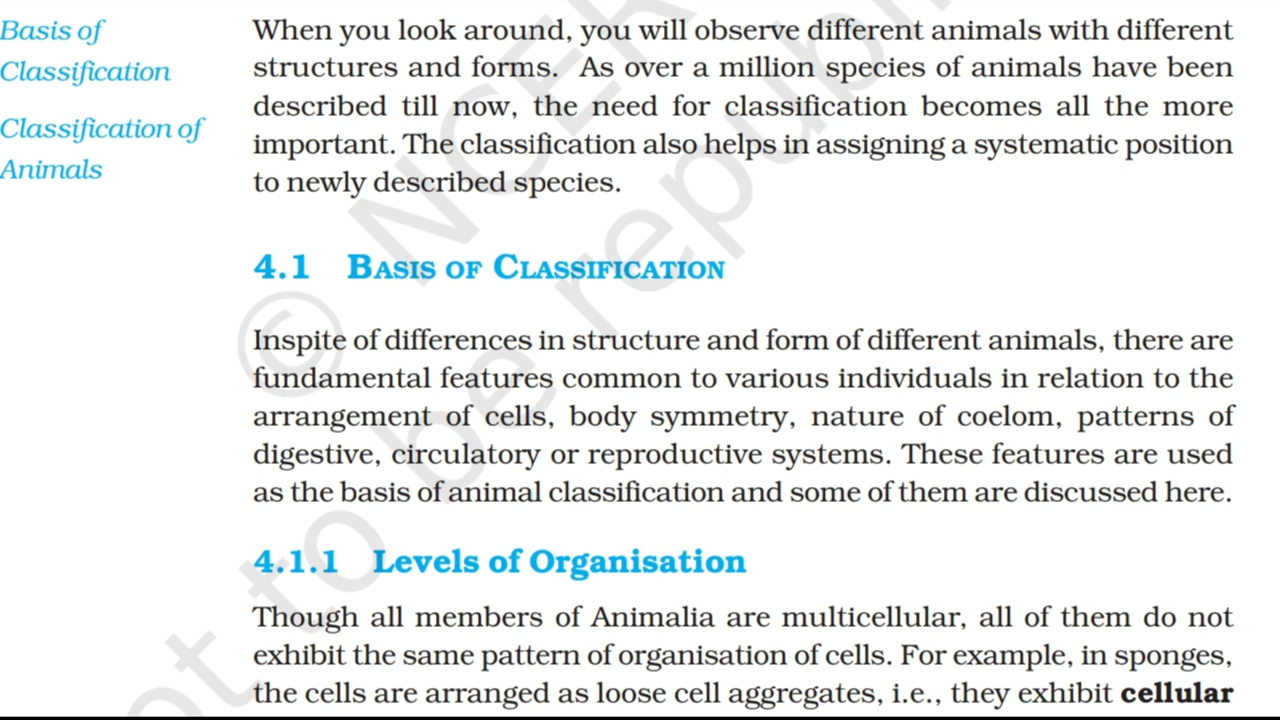 Basis of
Classification
Classification of
Animals
When you look around, you will observe different animals with different
structures and forms. As over a million species of animals have been
described till now, the need for classification becomes all the more
important. The classification also helps in assigning a systematic position
to newly described species.
4.1 BASIS OF CLASSIFICATION
Inspite of differences in structure and form of different animals, there are
fundamental features common to various individuals in relation to the
arrangement of cells, body symmetry, nature of coelom, patterns of
digestive, circulatory or reproductive systems. These features are used
as the basis of animal classification and some of them are discussed here.
4.1.1 Levels of Organisation
Though all members of Animalia are multicellular, all of them do not
exhibit the same pattern of organisation of cells. For example, in sponges,
the cells are arranged as loose cell aggregates, i.e., they exhibit cellular
© NCER
not to be republi